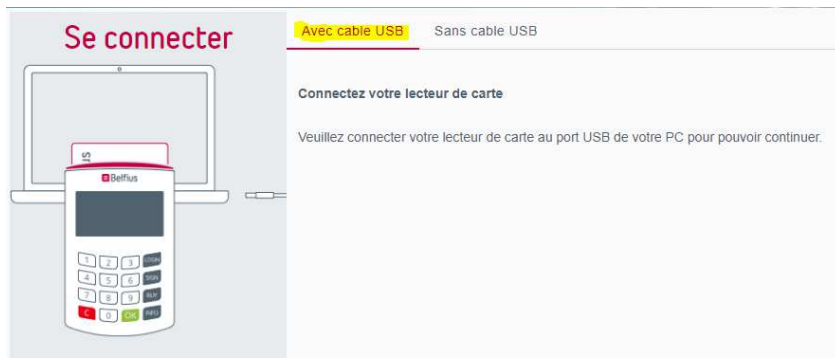 Se connecter
Avec cable USB
Sans cable USB
Connectez votre lecteur de carte
Veuillez connecter votre lecteur de carte au port USB de votre PC pour pouvoir continuer.
Belfius
1 2 3 LOGIN
4 5 6 SIGN
7 8 9 BUY
C 0 OK INFO